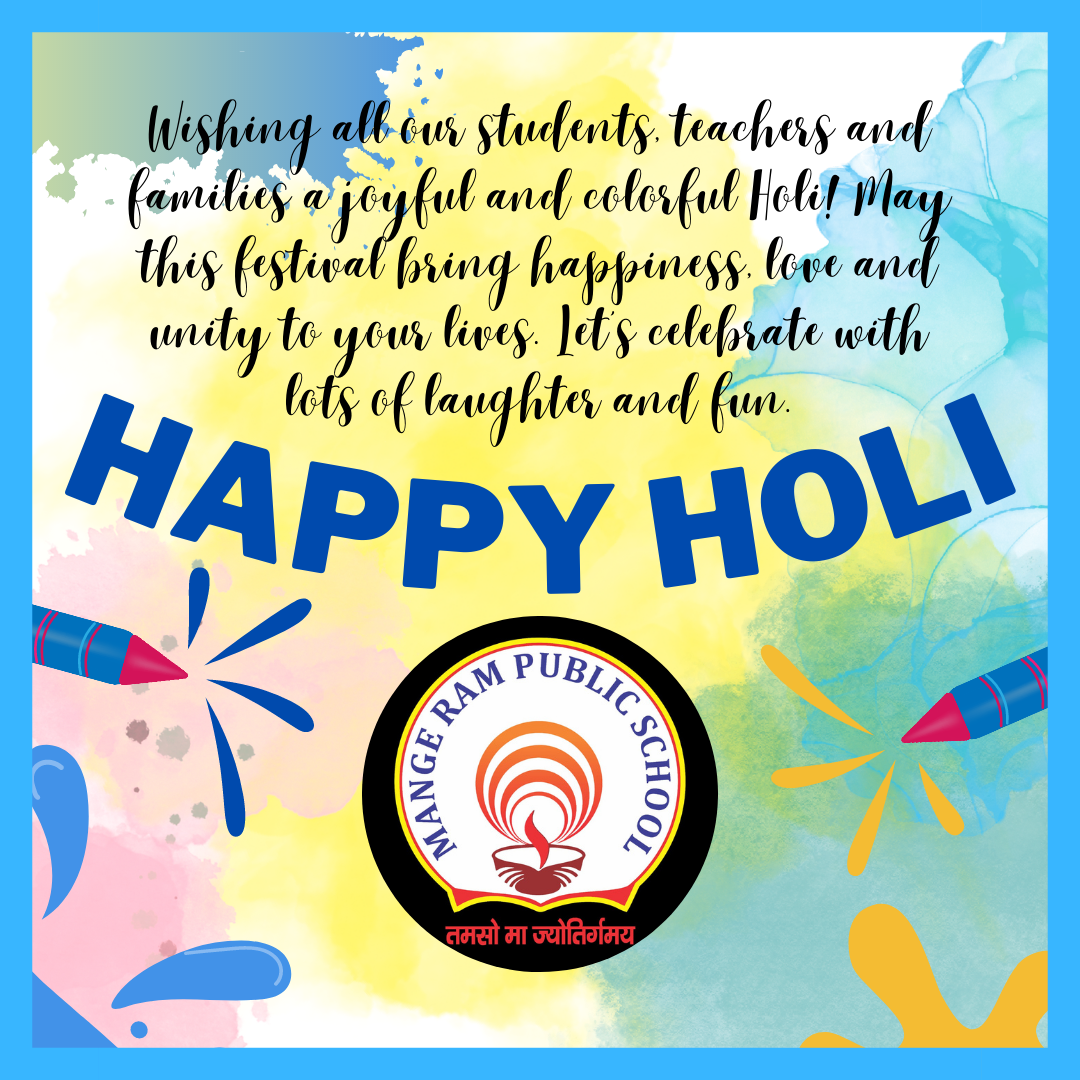 Wishing all our students, teachers and
families a joyful and colorful Holi! May
this festival bring happiness, love and
unity to your lives. Let's celebrate with
lots of laughter and fun.
HAPPY HOLI
MANGE RAM PUBLIC SCHOOL
तमसो मा ज्योतिर्गमय